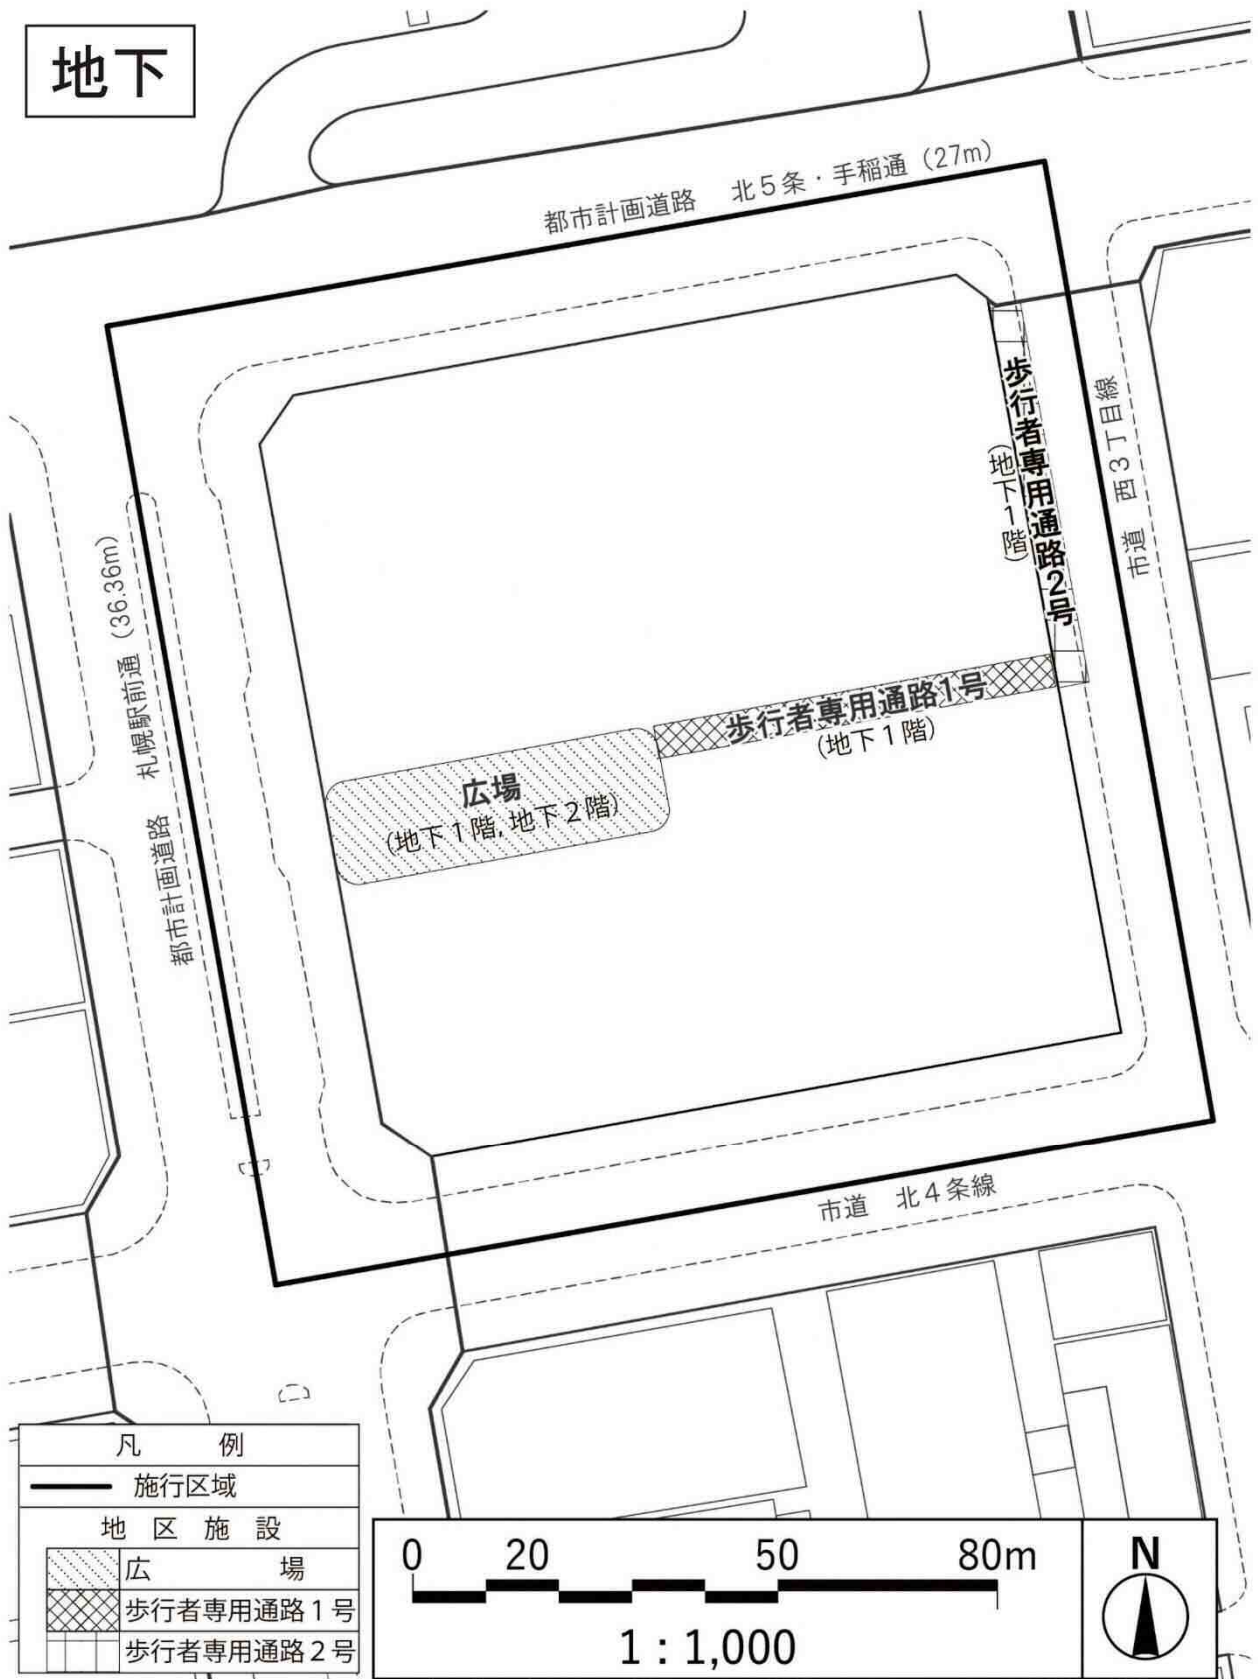 地下
都市計画道路　北5条・手稲通（27m）
歩行者専用通路2号
（地下1階）
市道　西3丁目線
都市計画道路　札幌駅前通（36.36m）
歩行者専用通路1号
（地下1階）
広場
（地下1階,地下2階）
市道　北4条線
凡　例
施行区域
地区施設
広　場
歩行者専用通路1号
歩行者専用通路2号
0 20 50 80m
1：1,000
N